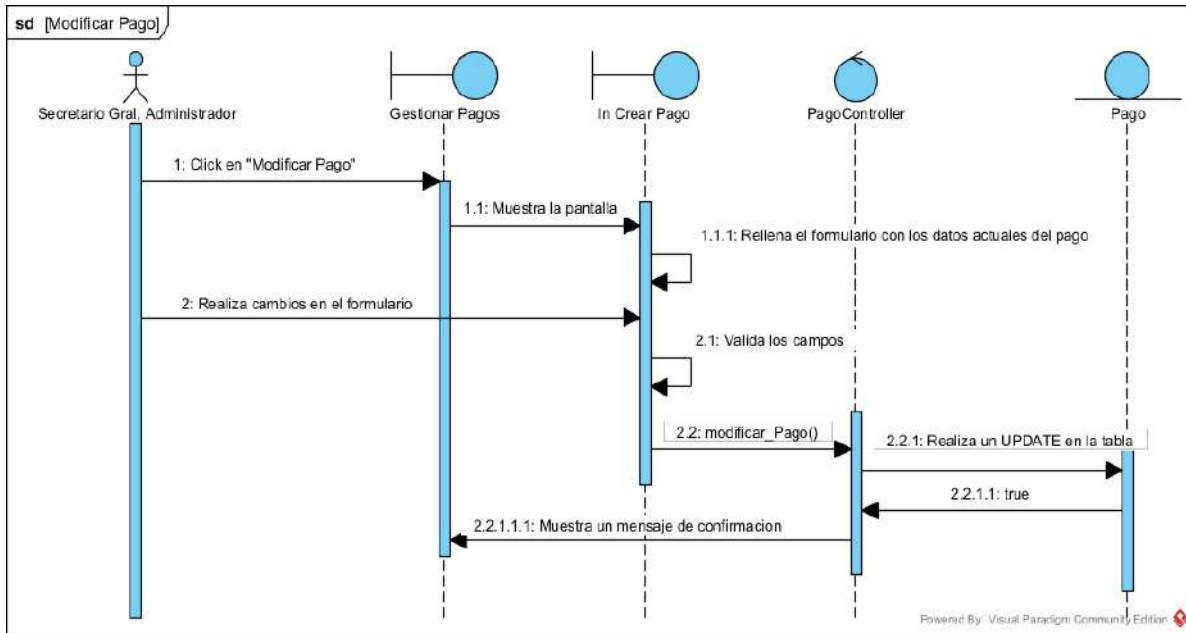 sd [Modificar Pago]
Secretario Gral, Administrador
Gestionar Pagos
In Crear Pago
PagoController
Pago
1: Click en "Modificar Pago"
1.1: Muestra la pantalla
1.1.1: Rellena el formulario con los datos actuales del pago
2: Realiza cambios en el formulario
2.1: Valida los campos
2.2: modificar_Pago()
2.2.1: Realiza un UPDATE en la tabla
2.2.1.1: true
2.2.1.1.1: Muestra un mensaje de confirmacion
Powered By: Visual Paradigm Community Edition